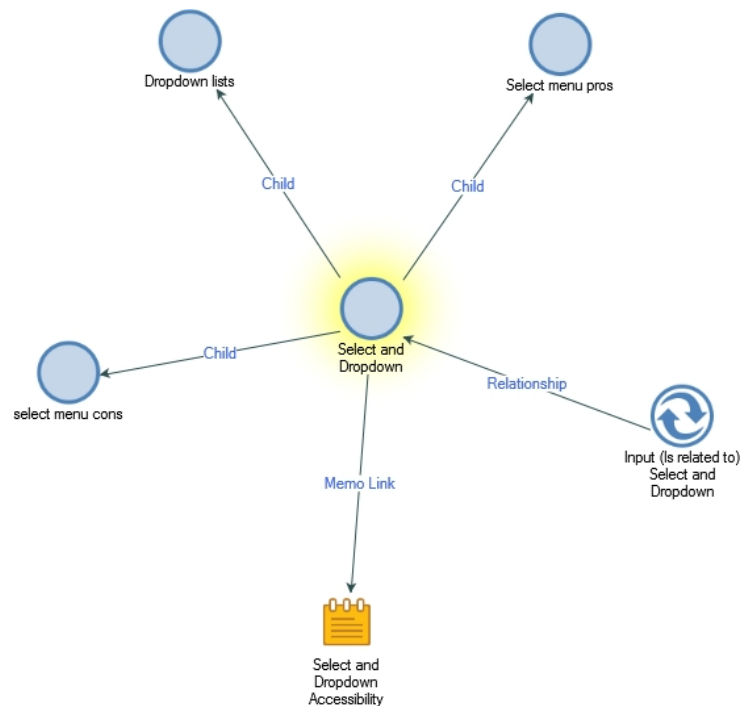 Dropdown lists
Select menu pros
Child
Child
Select and
Dropdown
Child
select menu cons
Relationship
Input (Is related to)
Select and
Dropdown
Memo Link
Select and
Dropdown
Accessibility